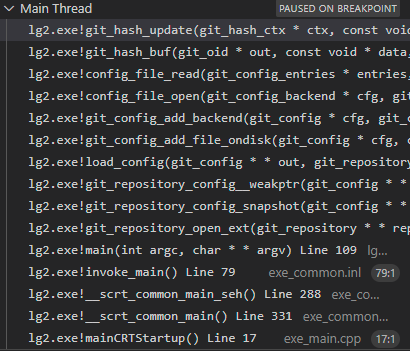 Main Thread PAUSED ON BREAKPOINT
lg2.exe!git_hash_update(git_hash_ctx * ctx, const void
lg2.exe!git_hash_buf(git_oid * out, const void * data,
lg2.exe!config_file_read(git_config_entries * entries,
lg2.exe!config_file_open(git_config_backend * cfg, git_
lg2.exe!git_config_add_backend(git_config * cfg, git_c
lg2.exe!git_config_add_file_ondisk(git_config * cfg, c
lg2.exe!load_config(git_config * * out, git_repository
lg2.exe!git_repository_config__weakptr(git_config * *
lg2.exe!git_repository_config_snapshot(git_config * *
lg2.exe!git_repository_open_ext(git_repository * * rep
lg2.exe!main(int argc, char * * argv) Line 109 lg...
lg2.exe!invoke_main() Line 79 exe_common.inl 79:1
lg2.exe!__scrt_common_main_seh() Line 288 exe_co...
lg2.exe!__scrt_common_main() Line 331 exe_common...
lg2.exe!mainCRTStartup() Line 17 exe_main.cpp 17:1